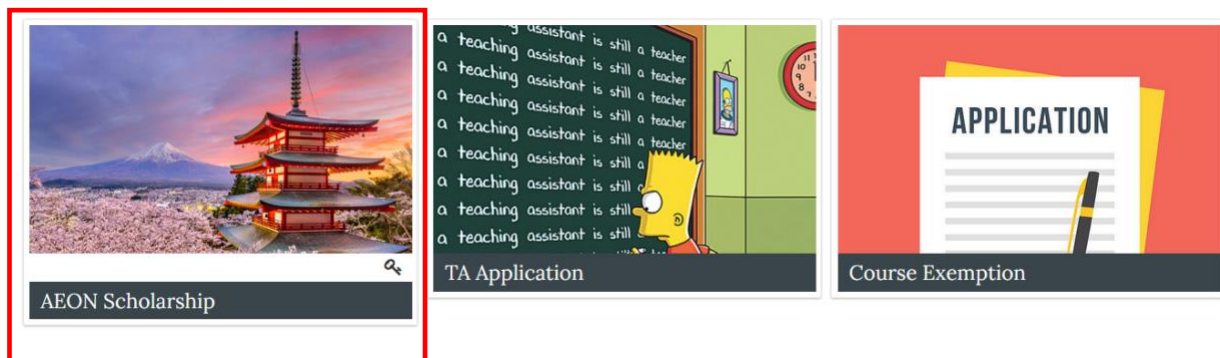 a teaching assistant is still a teacher
a teaching assistant is still a teacher
a teaching assistant is still a teacher
a teaching assistant is still a teacher
a teaching assistant is still a teacher
a teaching assistant is still a
a teaching assistant is still
a teaching assistant is still
a teaching assistant is still
APPLICATION
AEON Scholarship
TA Application
Course Exemption